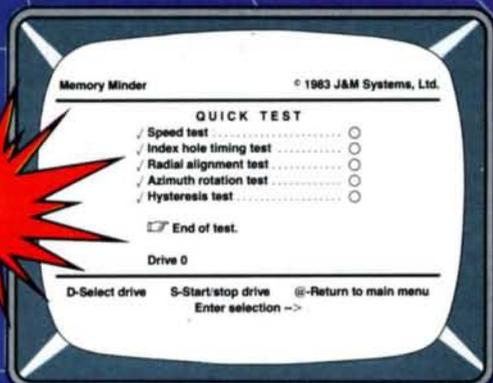 Memory Minder © 1983 J&M Systems, Ltd.
QUICK TEST
√ Speed test ........................
√ Index hole timing test ............
√ Radial alignment test .............
√ Azimuth rotation test .............
√ Hysteresis test ...................
☞ End of test.
Drive 0
D-Select drive S-Start/stop drive @-Return to main menu
Enter selection -->